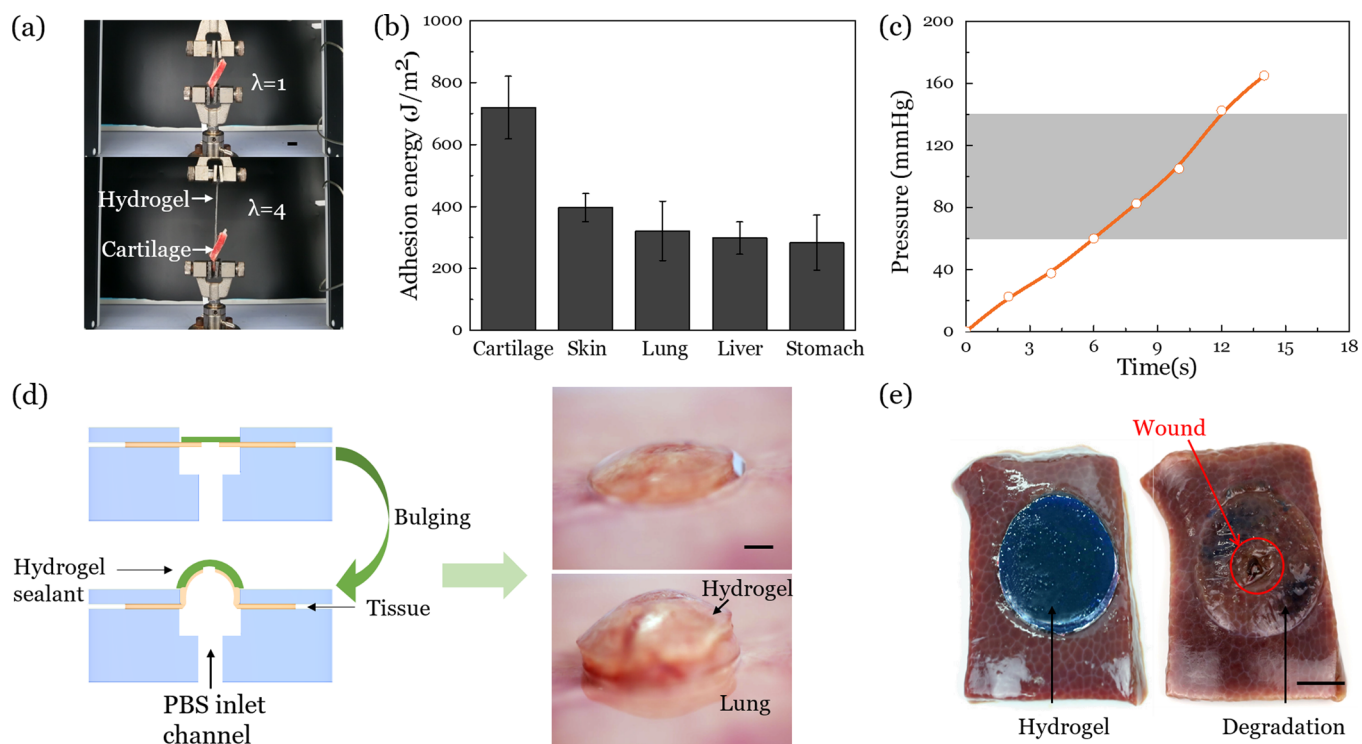 (a)
λ=1
Hydrogel
λ=4
Cartilage
(b)
Adhesion energy (J/m²)
1000
800
600
400
200
0
Cartilage Skin Lung Liver Stomach
(c)
Pressure (mmHg)
200
160
120
80
40
0
0 3 6 9 12 15 18
Time(s)
(d)
Bulging
Hydrogel
sealant
Tissue
PBS inlet
channel
Hydrogel
Lung
(e)
Wound
Hydrogel
Degradation